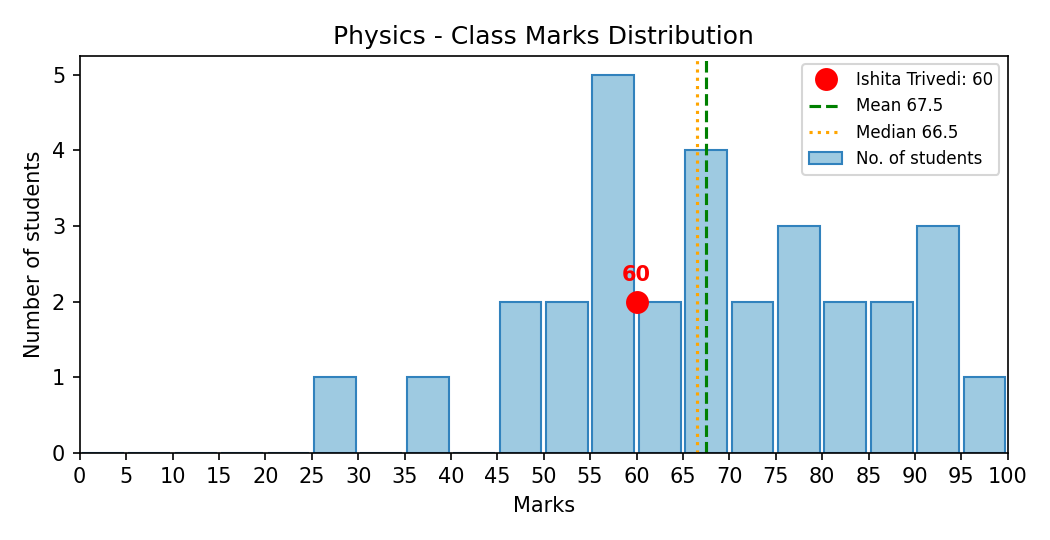 Physics - Class Marks Distribution
Ishita Trivedi: 60
Mean 67.5
Median 66.5
No. of students
Number of students
5
4
3
2
1
0
60
0 5 10 15 20 25 30 35 40 45 50 55 60 65 70 75 80 85 90 95 100
Marks